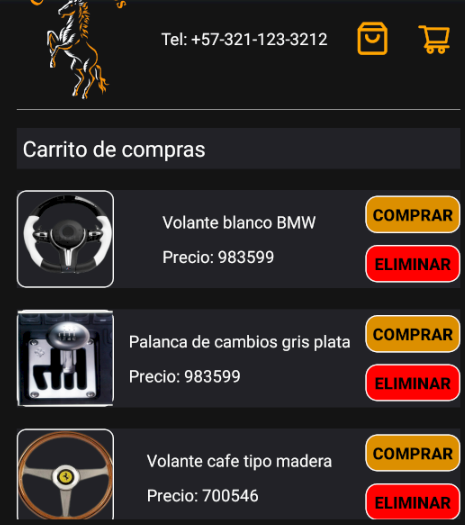 Tel: +57-321-123-3212
Carrito de compras
Volante blanco BMW
Precio: 983599
COMPRAR
ELIMINAR
Palanca de cambios gris plata
Precio: 983599
COMPRAR
ELIMINAR
Volante cafe tipo madera
Precio: 700546
COMPRAR
ELIMINAR